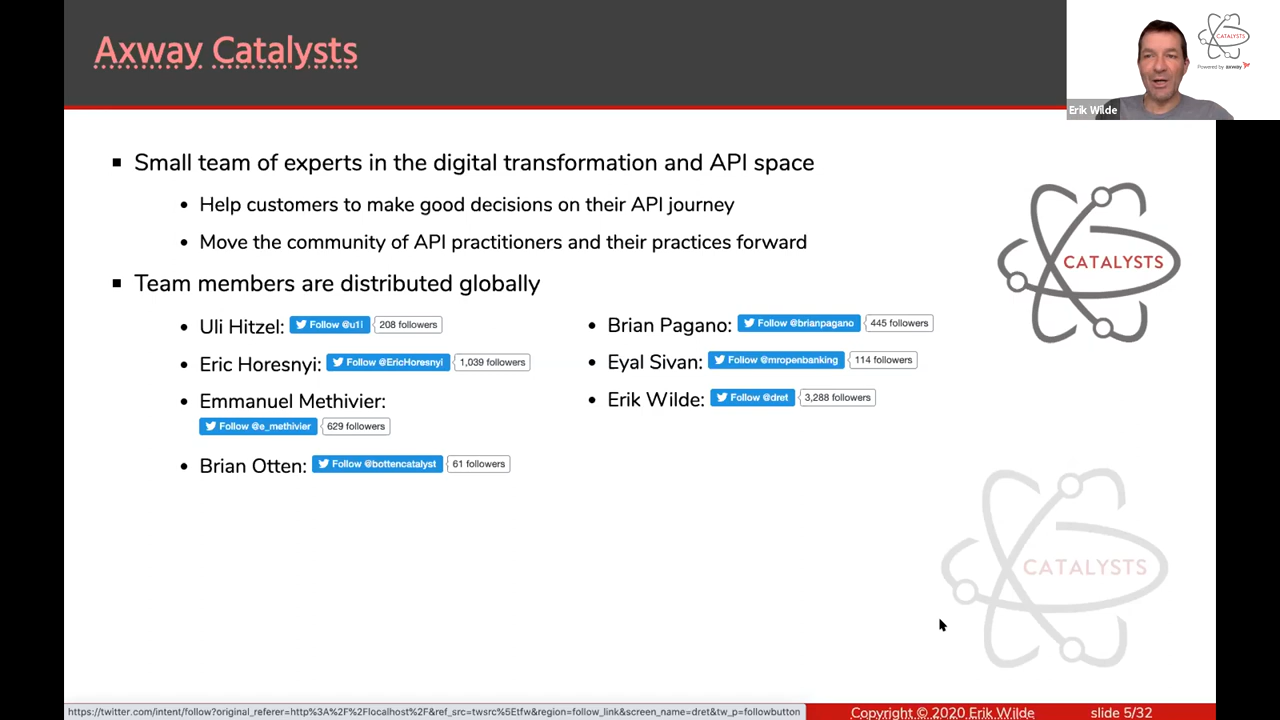 Axway Catalysts
CATALYSTS
Powered by axway
Erik Wilde
Small team of experts in the digital transformation and API space
Help customers to make good decisions on their API journey
Move the community of API practitioners and their practices forward
CATALYSTS
Team members are distributed globally
Uli Hitzel: Follow @u1i 208 followers
Eric Horesnyi: Follow @EricHoresnyi 1,039 followers
Emmanuel Methivier:
Follow @e_methivier 629 followers
Brian Otten: Follow @bottencatalyst 61 followers
Brian Pagano: Follow @brianpagano 445 followers
Eyal Sivan: Follow @mropenbanking 114 followers
Erik Wilde: Follow @dret 3,288 followers
CATALYSTS
https://twitter.com/intent/follow?original_referer=http%3A%2F%2Flocalhost%2F&ref_src=twsrc%5Etfw&region=follow_link&screen_name=dret&tw_p=followbutton
Copyright © 2020 Erik Wilde
slide 5/32